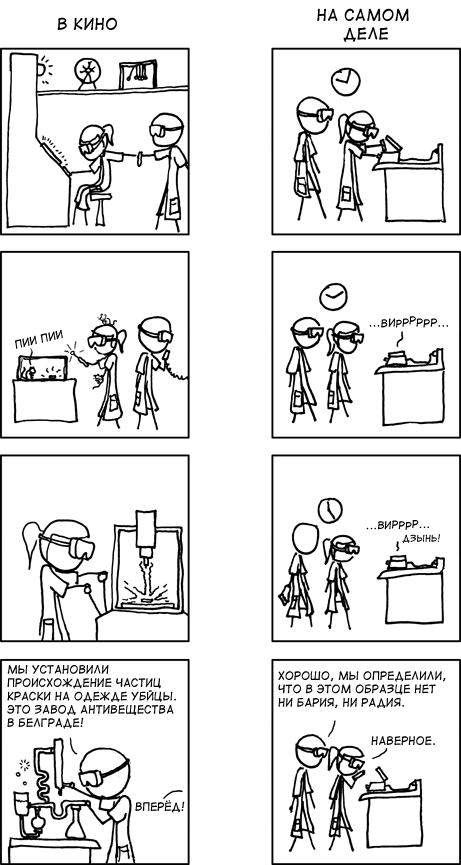 В КИНО
НА САМОМ
ДЕЛЕ
ПИИ ПИИ
...ВИРРРРРР...
...ВИРРРР...
ДЗЫНЬ!
МЫ УСТАНОВИЛИ
ПРОИСХОЖДЕНИЕ ЧАСТИЦ
КРАСКИ НА ОДЕЖДЕ УБИЙЦЫ.
ЭТО ЗАВОД АНТИВЕЩЕСТВА
В БЕЛГРАДЕ!
ВПЕРЁД!
ХОРОШО, МЫ ОПРЕДЕЛИЛИ,
ЧТО В ЭТОМ ОБРАЗЦЕ НЕТ
НИ БАРИЯ, НИ РАДИЯ.
НАВЕРНОЕ.